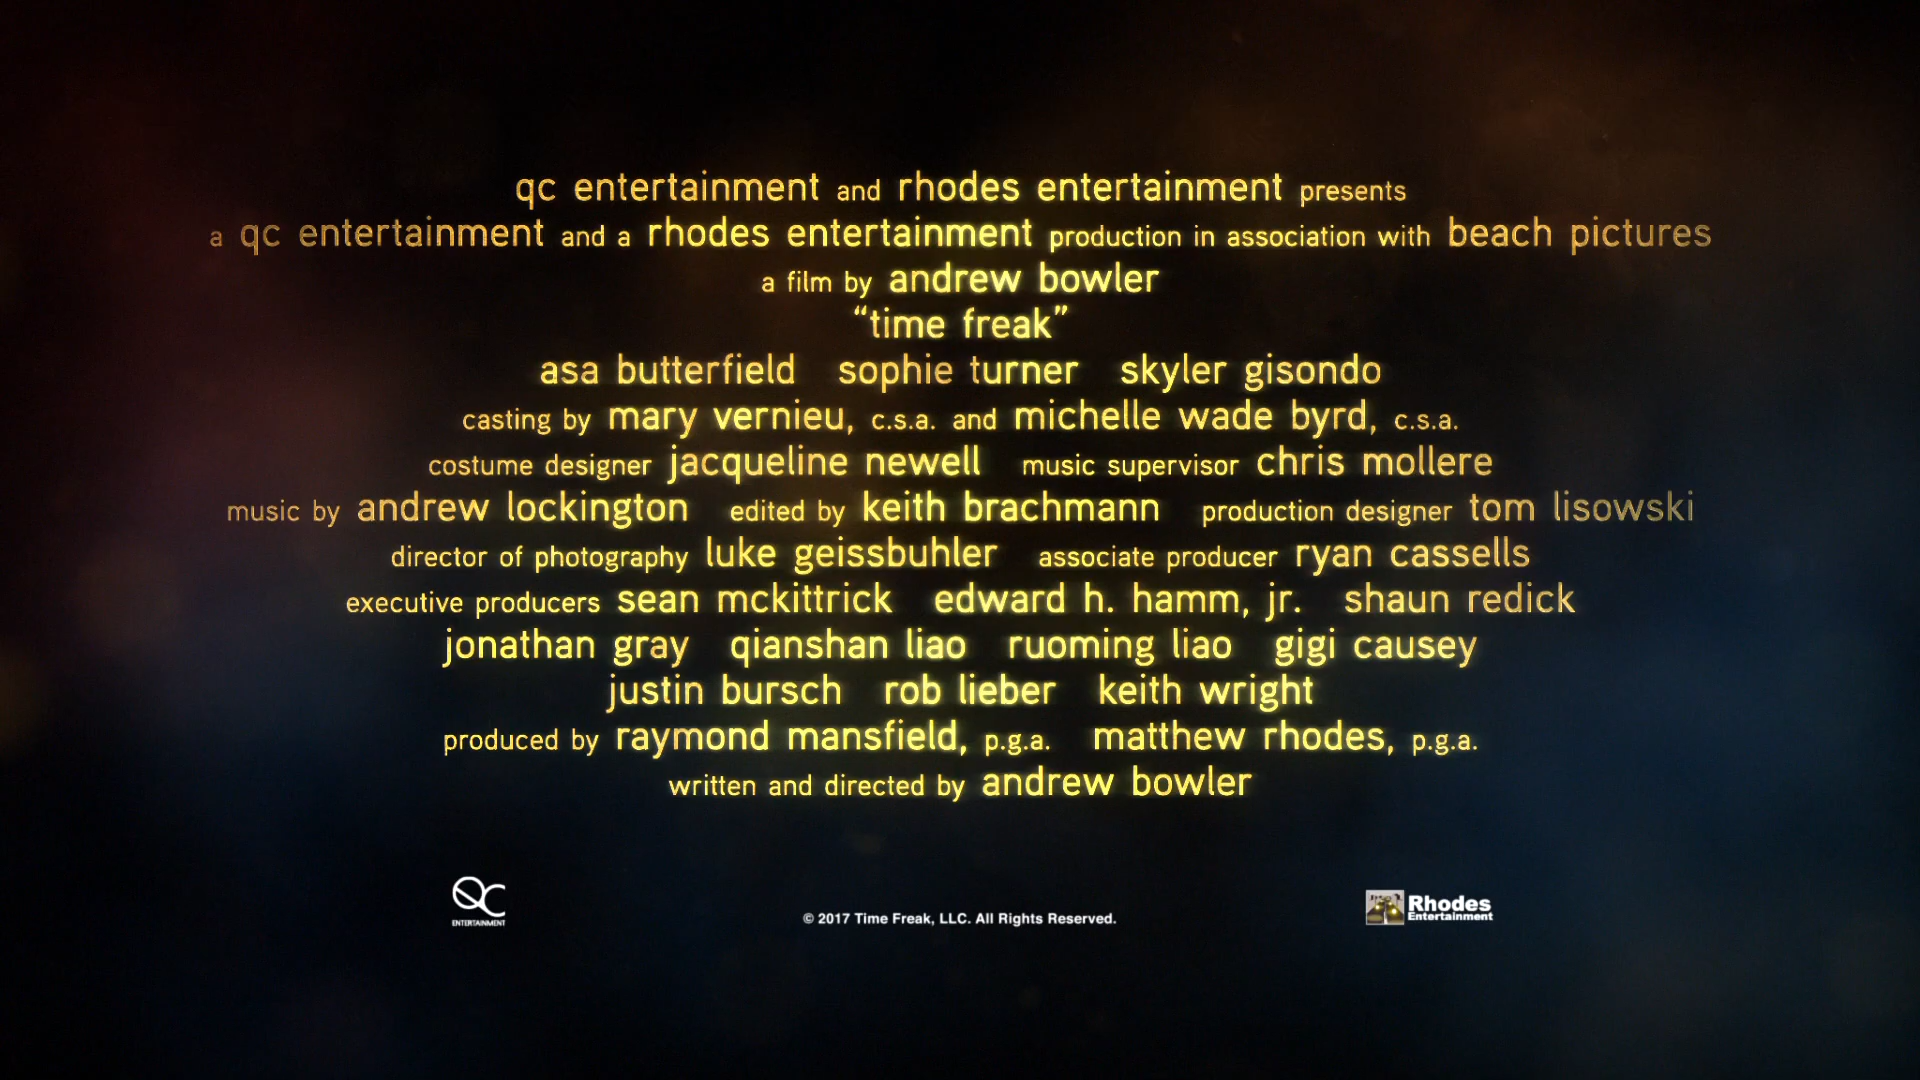 qc entertainment and rhodes entertainment presents
a qc entertainment and a rhodes entertainment production in association with beach pictures
a film by andrew bowler
“time freak”
asa butterfield sophie turner skyler gisondo
casting by mary vernieu, c.s.a. and michelle wade byrd, c.s.a.
costume designer jacqueline newell music supervisor chris mollere
music by andrew lockington edited by keith brachmann production designer tom lisowski
director of photography luke geissbuhler associate producer ryan cassells
executive producers sean mckittrick edward h. hamm, jr. shaun redick
jonathan gray qianshan liao ruoming liao gigi causey
justin bursch rob lieber keith wright
produced by raymond mansfield, p.g.a. matthew rhodes, p.g.a.
written and directed by andrew bowler
QC
ENTERTAINMENT
© 2017 Time Freak, LLC. All Rights Reserved.
Rhodes
Entertainment